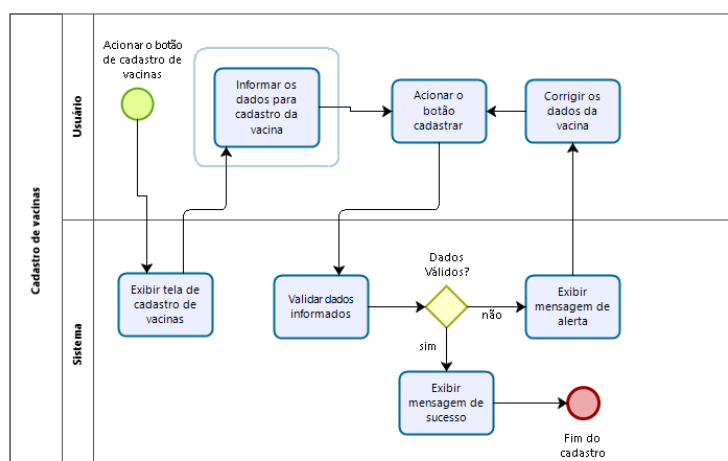 Cadastro de vacinas
Usuário
Acionar o botão
de cadastro de
vacinas
Informar os
dados para
cadastro da
vacina
Acionar o
botão
cadastrar
Corrigir os
dados da
vacina
Sistema
Exibir tela de
cadastro de
vacinas
Validar dados
informados
Dados
Válidos?
não
sim
Exibir
mensagem de
alerta
Exibir
mensagem de
sucesso
Fim do
cadastro